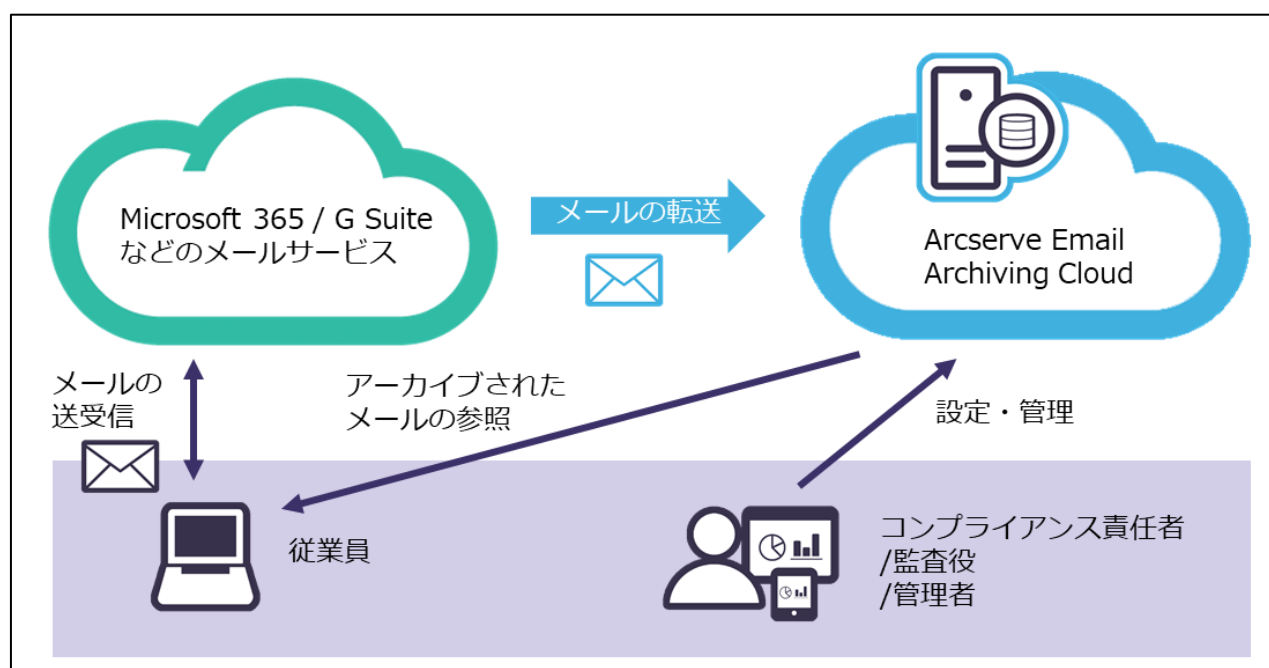 Microsoft 365 / G Suite
などのメールサービス
メールの転送
Arcserve Email
Archiving Cloud
メールの
送受信
アーカイブされた
メールの参照
設定・管理
従業員
コンプライアンス責任者
/監査役
/管理者